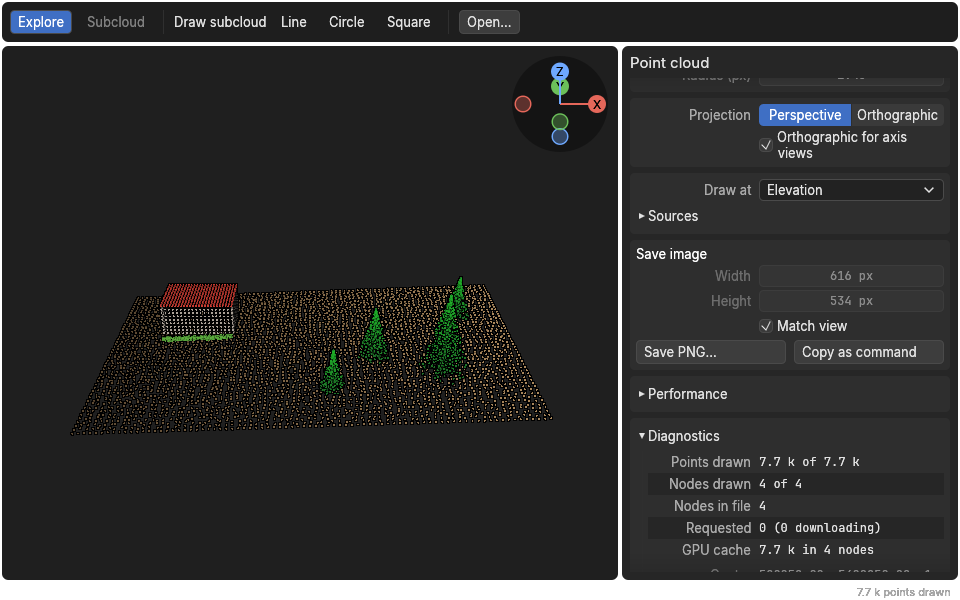 Explore Subcloud Draw subcloud Line Circle Square Open...
Z
Y
X
Point cloud
Projection Perspective Orthographic
Orthographic for axis
views
Draw at Elevation
Sources
Save image
Width 616 px
Height 534 px
Match view
Save PNG... Copy as command
Performance
Diagnostics
Points drawn 7.7 k of 7.7 k
Nodes drawn 4 of 4
Nodes in file 4
Requested 0 (0 downloading)
GPU cache 7.7 k in 4 nodes
7.7 k points drawn